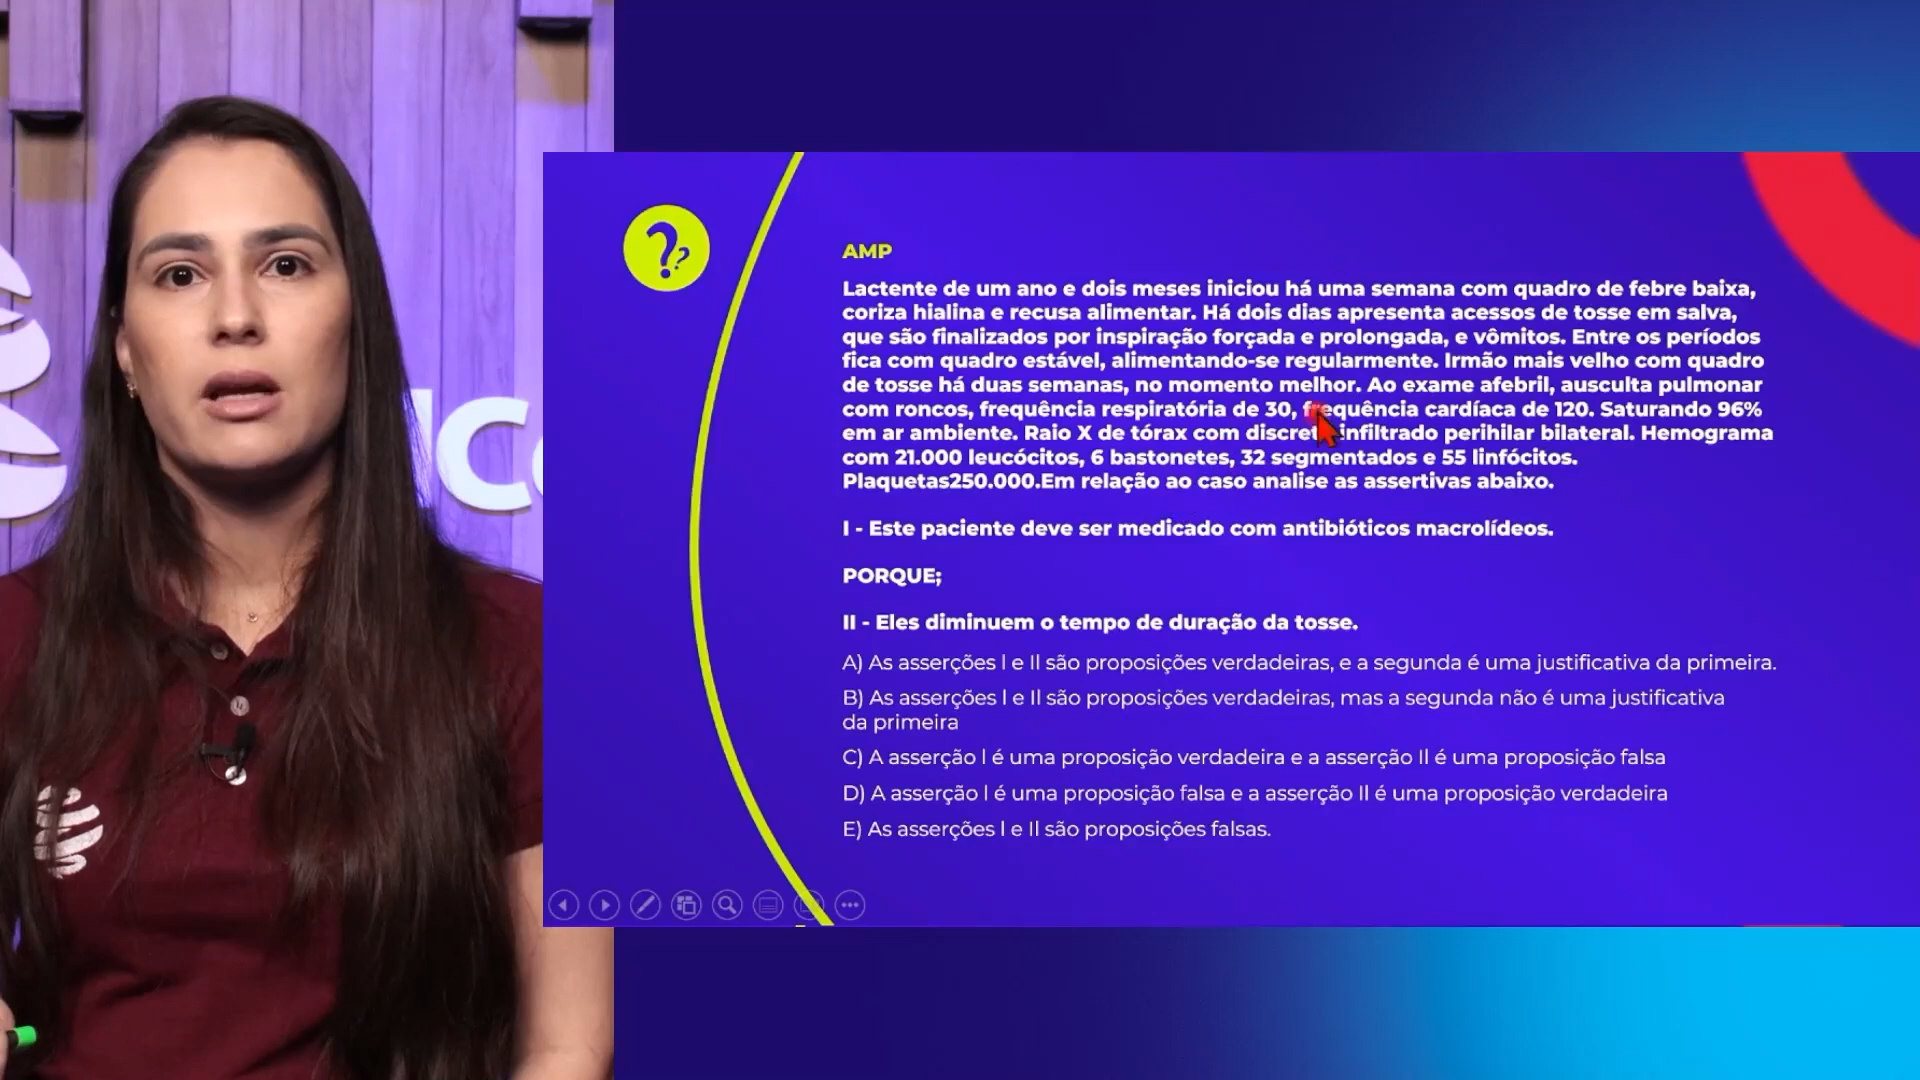 AMP
Lactente de um ano e dois meses iniciou há uma semana com quadro de febre baixa,
coriza hialina e recusa alimentar. Há dois dias apresenta acessos de tosse em salva,
que são finalizados por inspiração forçada e prolongada, e vômitos. Entre os períodos
fica com quadro estável, alimentando-se regularmente. Irmão mais velho com quadro
de tosse há duas semanas, no momento melhor. Ao exame afebril, ausculta pulmonar
com roncos, frequência respiratória de 30, frequência cardíaca de 120. Saturando 96%
em ar ambiente. Raio X de tórax com discreto infiltrado perihilar bilateral. Hemograma
com 21.000 leucócitos, 6 bastonetes, 32 segmentados e 55 linfócitos.
Plaquetas250.000.Em relação ao caso analise as assertivas abaixo.
I - Este paciente deve ser medicado com antibióticos macrolídeos.
PORQUE;
II - Eles diminuem o tempo de duração da tosse.
A) As asserções I e II são proposições verdadeiras, e a segunda é uma justificativa da primeira.
B) As asserções I e II são proposições verdadeiras, mas a segunda não é uma justificativa
da primeira
C) A asserção I é uma proposição verdadeira e a asserção II é uma proposição falsa
D) A asserção I é uma proposição falsa e a asserção II é uma proposição verdadeira
E) As asserções I e II são proposições falsas.